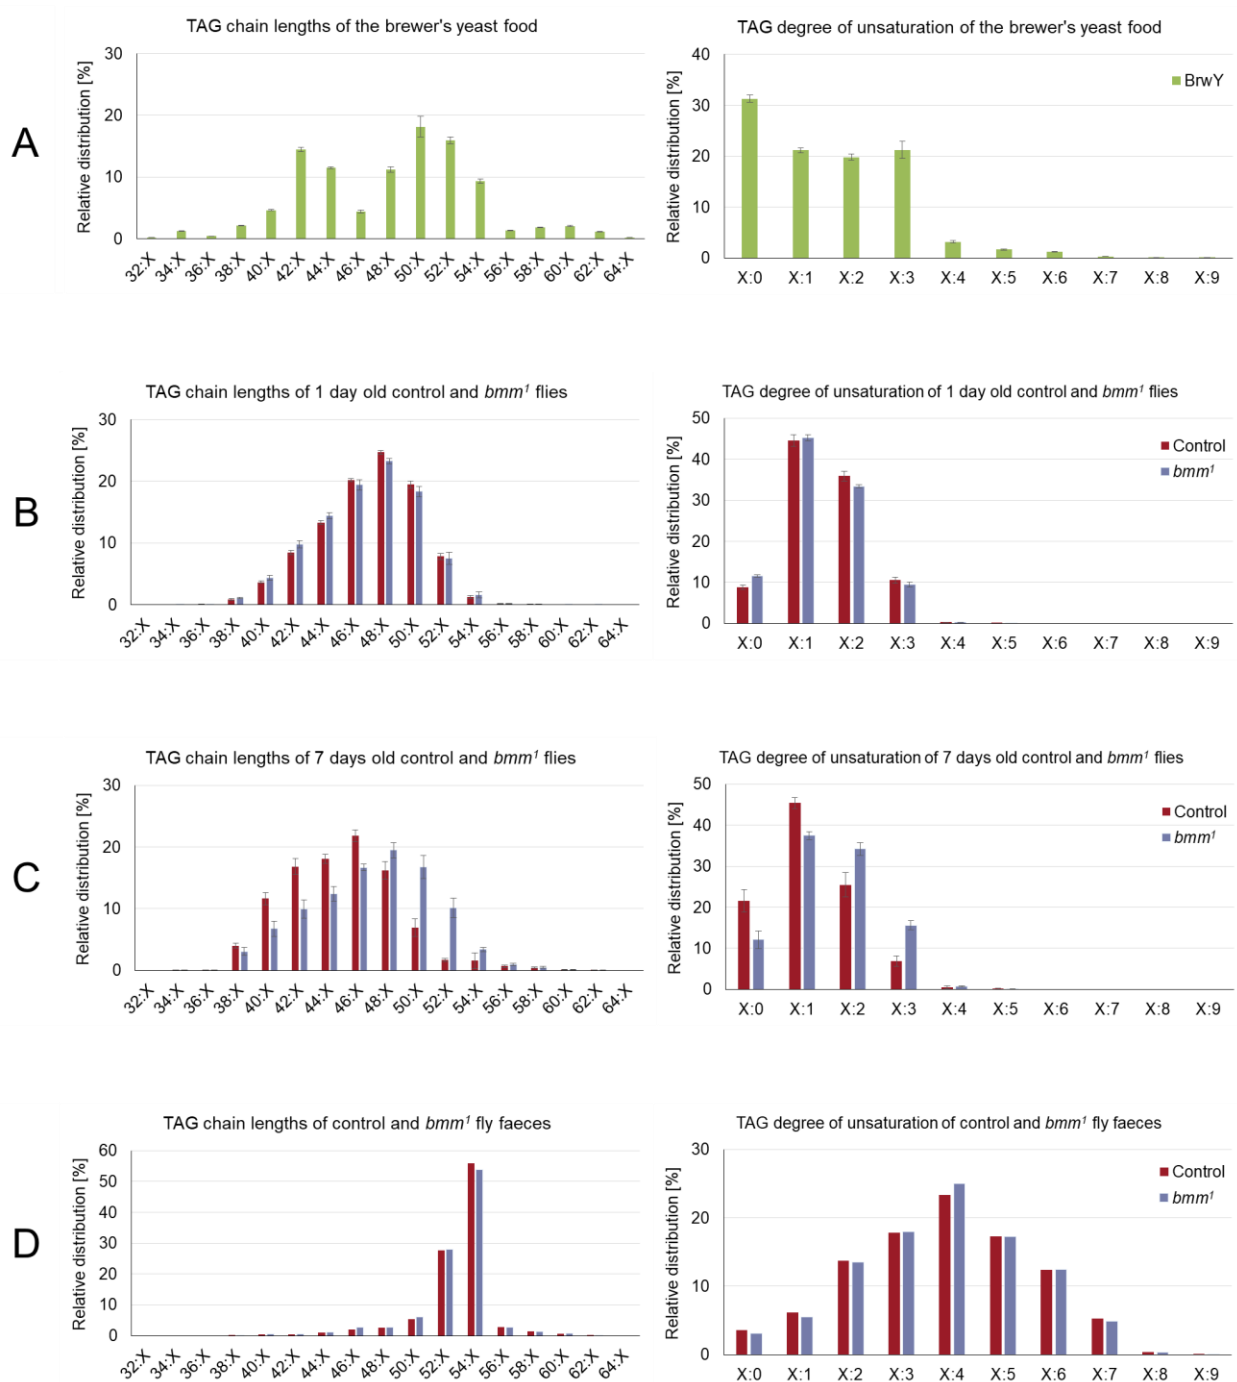 A
TAG chain lengths of the brewer's yeast food
Relative distribution [%]
30
20
10
0
32:X 34:X 36:X 38:X 40:X 42:X 44:X 46:X 48:X 50:X 52:X 54:X 56:X 58:X 60:X 62:X 64:X
TAG degree of unsaturation of the brewer's yeast food
Relative distribution [%]
40
30
20
10
0
BrwY
X:0 X:1 X:2 X:3 X:4 X:5 X:6 X:7 X:8 X:9
B
TAG chain lengths of 1 day old control and bmm¹ flies
Relative distribution [%]
30
20
10
0
32:X 34:X 36:X 38:X 40:X 42:X 44:X 46:X 48:X 50:X 52:X 54:X 56:X 58:X 60:X 62:X 64:X
TAG degree of unsaturation of 1 day old control and bmm¹ flies
Relative distribution [%]
50
40
30
20
10
0
Control
bmm¹
X:0 X:1 X:2 X:3 X:4 X:5 X:6 X:7 X:8 X:9
C
TAG chain lengths of 7 days old control and bmm¹ flies
Relative distribution [%]
30
20
10
0
32:X 34:X 36:X 38:X 40:X 42:X 44:X 46:X 48:X 50:X 52:X 54:X 56:X 58:X 60:X 62:X 64:X
TAG degree of unsaturation of 7 days old control and bmm¹ flies
Relative distribution [%]
50
40
30
20
10
0
Control
bmm¹
X:0 X:1 X:2 X:3 X:4 X:5 X:6 X:7 X:8 X:9
D
TAG chain lengths of control and bmm¹ fly faeces
Relative distribution [%]
60
50
40
30
20
10
0
32:X 34:X 36:X 38:X 40:X 42:X 44:X 46:X 48:X 50:X 52:X 54:X 56:X 58:X 60:X 62:X 64:X
TAG degree of unsaturation of control and bmm¹ fly faeces
Relative distribution [%]
30
20
10
0
Control
bmm¹
X:0 X:1 X:2 X:3 X:4 X:5 X:6 X:7 X:8 X:9